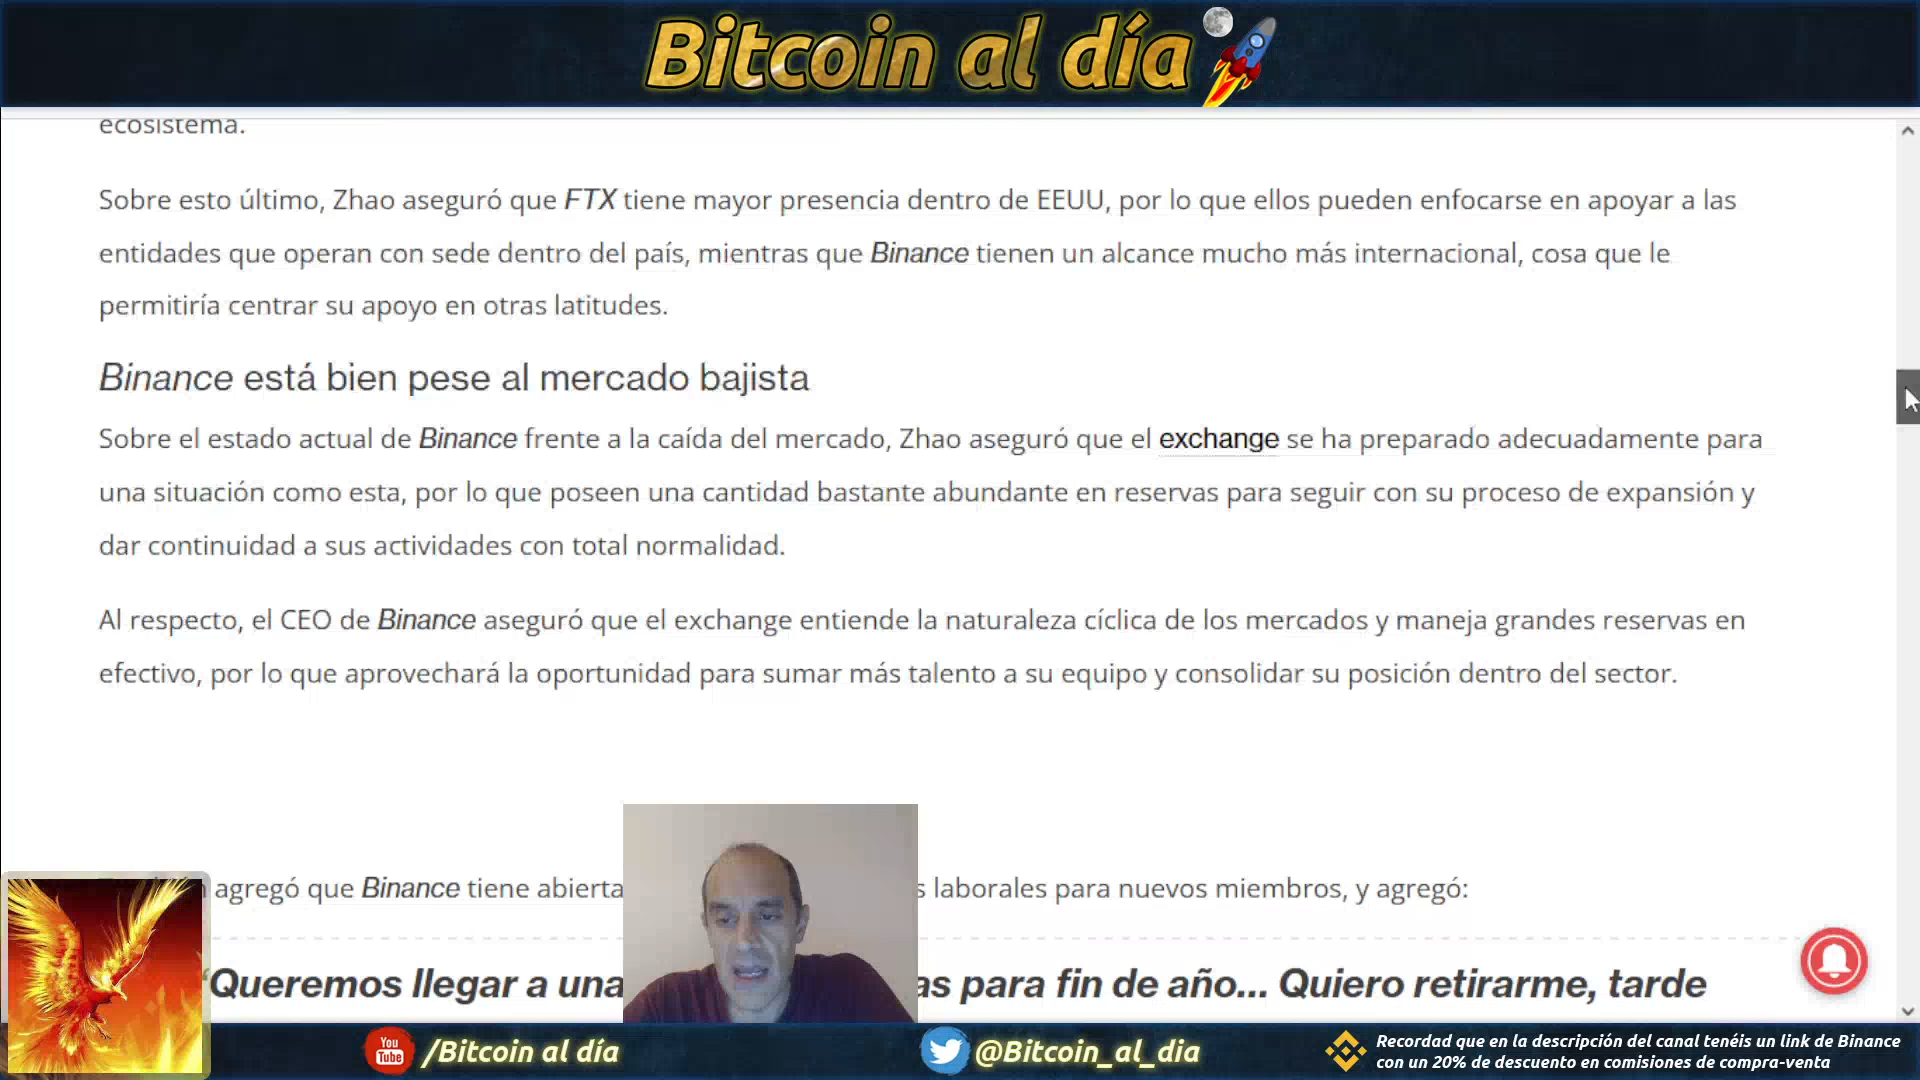 Bitcoin al día
ecosistema.
Sobre esto último, Zhao aseguró que FTX tiene mayor presencia dentro de EEUU, por lo que ellos pueden enfocarse en apoyar a las
entidades que operan con sede dentro del país, mientras que Binance tienen un alcance mucho más internacional, cosa que le
permitiría centrar su apoyo en otras latitudes.
Binance está bien pese al mercado bajista
Sobre el estado actual de Binance frente a la caída del mercado, Zhao aseguró que el exchange se ha preparado adecuadamente para
una situación como esta, por lo que poseen una cantidad bastante abundante en reservas para seguir con su proceso de expansión y
dar continuidad a sus actividades con total normalidad.
Al respecto, el CEO de Binance aseguró que el exchange entiende la naturaleza cíclica de los mercados y maneja grandes reservas en
efectivo, por lo que aprovechará la oportunidad para sumar más talento a su equipo y consolidar su posición dentro del sector.
agregó que Binance tiene abierta laborales para nuevos miembros, y agregó:
“Queremos llegar a una para fin de año... Quiero retirarme, tarde
You Tube /Bitcoin al día
@Bitcoin_al_dia
Recordad que en la descripción del canal tenéis un link de Binance
con un 20% de descuento en comisiones de compra-venta